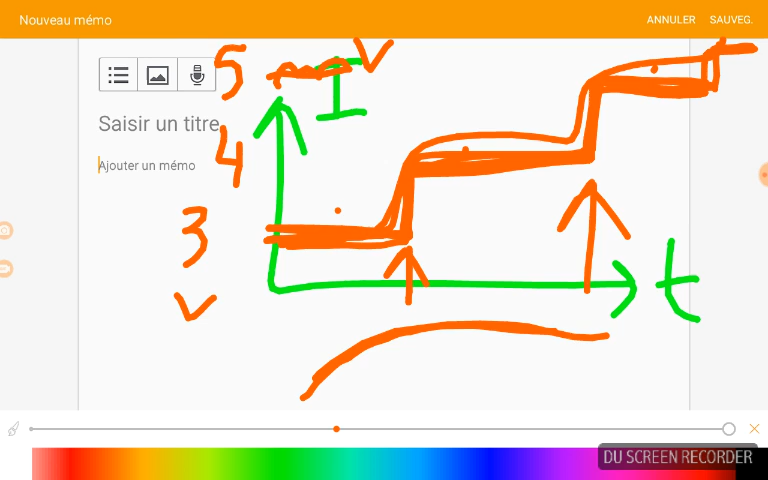 Nouveau mémo
ANNULER SAUVEG.
5 V
I
Saisir un titre
4
Ajouter un mémo
3
V
t
DU SCREEN RECORDER